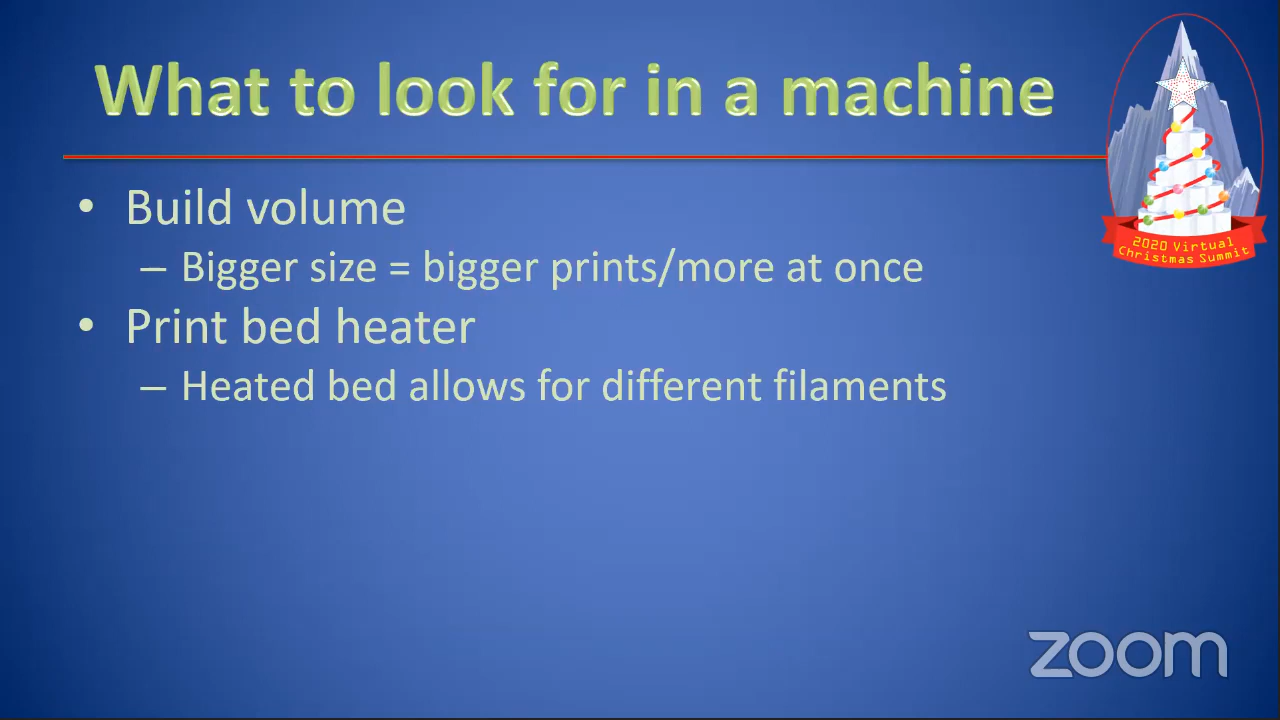 What to look for in a machine
• Build volume
– Bigger size = bigger prints/more at once
• Print bed heater
– Heated bed allows for different filaments
2020 Virtual
Christmas Summit
zoom